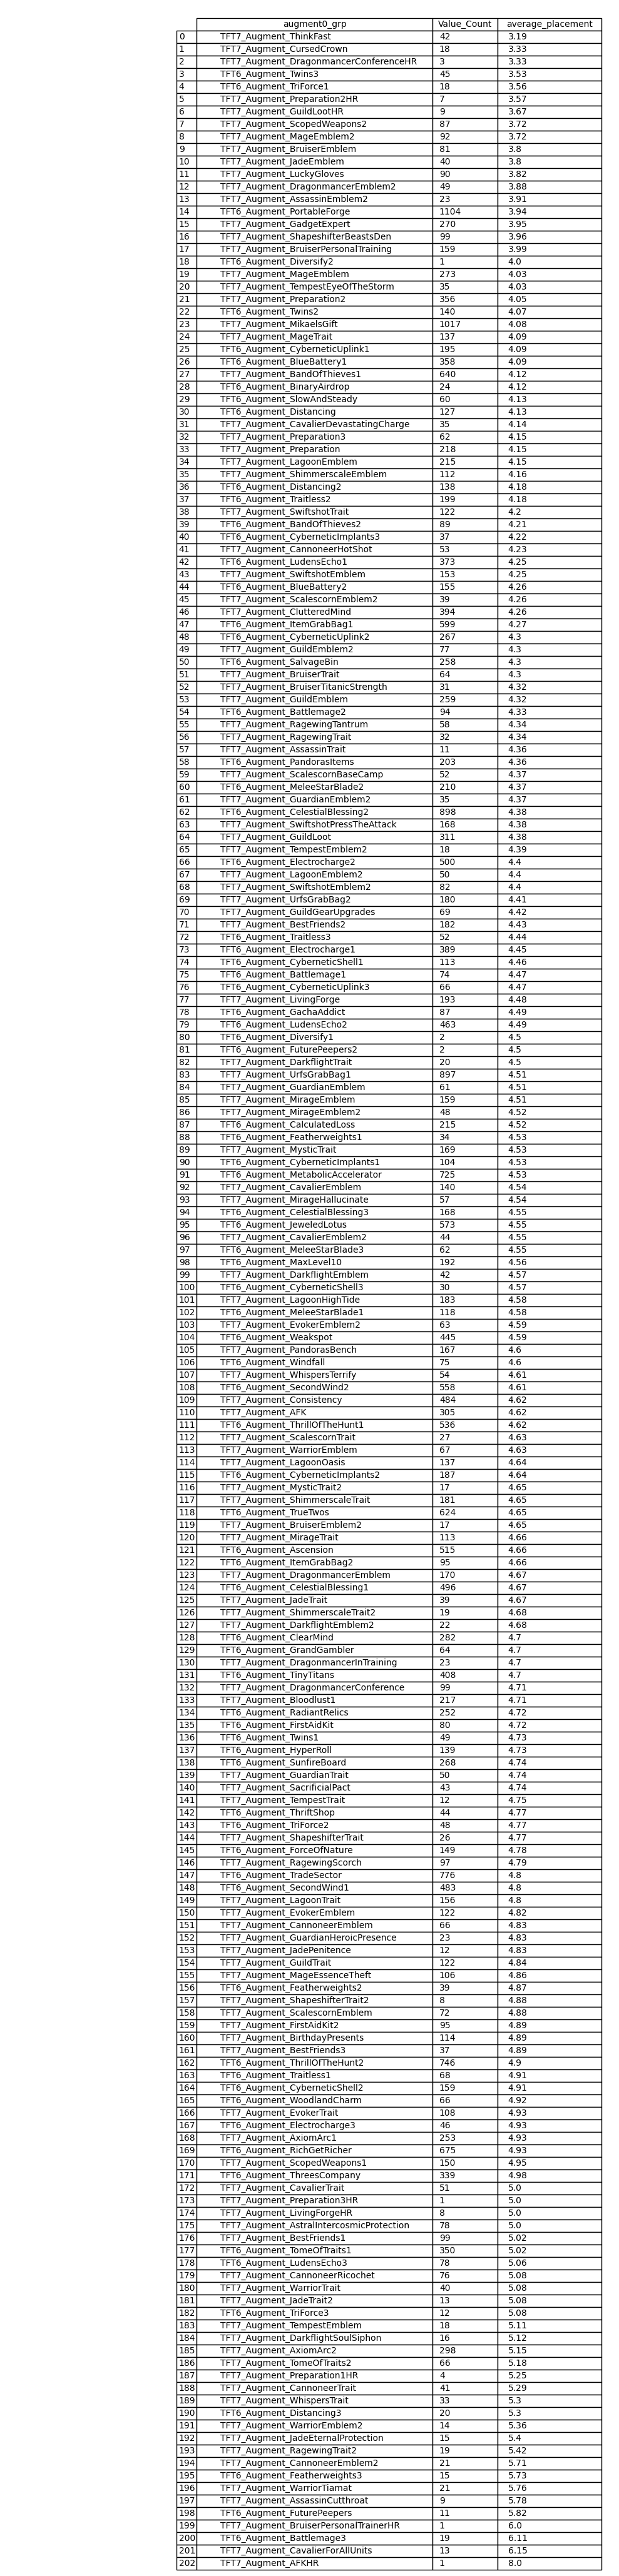 augment0_grp Value_Count average_placement
0 TFT7_Augment_ThinkFast 42 3.19
1 TFT7_Augment_CursedCrown 18 3.33
2 TFT7_Augment_DragonmancerConferenceHR 3 3.33
3 TFT6_Augment_Twins3 45 3.53
4 TFT6_Augment_TriForce1 18 3.56
5 TFT7_Augment_Preparation2HR 7 3.57
6 TFT7_Augment_GuildLootHR 9 3.67
7 TFT7_Augment_ScopedWeapons2 87 3.72
8 TFT7_Augment_MageEmblem2 92 3.72
9 TFT7_Augment_BruiserEmblem 81 3.8
10 TFT7_Augment_JadeEmblem 40 3.8
11 TFT7_Augment_LuckyGloves 90 3.82
12 TFT7_Augment_DragonmancerEmblem2 49 3.88
13 TFT7_Augment_AssassinEmblem2 23 3.91
14 TFT6_Augment_PortableForge 1104 3.94
15 TFT7_Augment_GadgetExpert 270 3.95
16 TFT7_Augment_ShapeshifterBeastsDen 99 3.96
17 TFT7_Augment_BruiserPersonalTraining 159 3.99
18 TFT6_Augment_Diversify2 1 4.0
19 TFT7_Augment_MageEmblem 273 4.03
20 TFT7_Augment_TempestEyeOfTheStorm 35 4.03
21 TFT7_Augment_Preparation2 356 4.05
22 TFT6_Augment_Twins2 140 4.07
23 TFT7_Augment_MikaelsGift 1017 4.08
24 TFT7_Augment_MageTrait 137 4.09
25 TFT6_Augment_CyberneticUplink1 195 4.09
26 TFT6_Augment_BlueBattery1 358 4.09
27 TFT7_Augment_BandOfThieves1 640 4.12
28 TFT6_Augment_BinaryAirdrop 24 4.12
29 TFT6_Augment_SlowAndSteady 60 4.13
30 TFT6_Augment_Distancing 127 4.13
31 TFT7_Augment_CavalierDevastatingCharge 35 4.14
32 TFT7_Augment_Preparation3 62 4.15
33 TFT7_Augment_Preparation 218 4.15
34 TFT7_Augment_LagoonEmblem 215 4.15
35 TFT7_Augment_ShimmerscaleEmblem 112 4.16
36 TFT6_Augment_Distancing2 138 4.18
37 TFT6_Augment_Traitless2 199 4.18
38 TFT7_Augment_SwiftshotTrait 122 4.2
39 TFT6_Augment_BandOfThieves2 89 4.21
40 TFT6_Augment_CyberneticImplants3 37 4.22
41 TFT7_Augment_CannoneerHotShot 53 4.23
42 TFT6_Augment_LudensEcho1 373 4.25
43 TFT7_Augment_SwiftshotEmblem 153 4.25
44 TFT6_Augment_BlueBattery2 155 4.26
45 TFT7_Augment_ScalescornEmblem2 39 4.26
46 TFT7_Augment_ClutteredMind 394 4.26
47 TFT6_Augment_ItemGrabBag1 599 4.27
48 TFT6_Augment_CyberneticUplink2 267 4.3
49 TFT7_Augment_GuildEmblem2 77 4.3
50 TFT6_Augment_SalvageBin 258 4.3
51 TFT7_Augment_BruiserTrait 64 4.3
52 TFT7_Augment_BruiserTitanicStrength 31 4.32
53 TFT7_Augment_GuildEmblem 259 4.32
54 TFT6_Augment_Battlemage2 94 4.33
55 TFT7_Augment_RagewingTantrum 58 4.34
56 TFT7_Augment_RagewingTrait 32 4.34
57 TFT7_Augment_AssassinTrait 11 4.36
58 TFT6_Augment_PandorasItems 203 4.36
59 TFT7_Augment_ScalescornBaseCamp 52 4.37
60 TFT6_Augment_MeleeStarBlade2 210 4.37
61 TFT7_Augment_GuardianEmblem2 35 4.37
62 TFT6_Augment_CelestialBlessing2 898 4.38
63 TFT7_Augment_SwiftshotPressTheAttack 168 4.38
64 TFT7_Augment_GuildLoot 311 4.38
65 TFT7_Augment_TempestEmblem2 18 4.39
66 TFT6_Augment_Electrocharge2 500 4.4
67 TFT7_Augment_LagoonEmblem2 50 4.4
68 TFT7_Augment_SwiftshotEmblem2 82 4.4
69 TFT7_Augment_UrfsGrabBag2 180 4.41
70 TFT7_Augment_GuildGearUpgrades 69 4.42
71 TFT7_Augment_BestFriends2 182 4.43
72 TFT6_Augment_Traitless3 52 4.44
73 TFT6_Augment_Electrocharge1 389 4.45
74 TFT6_Augment_CyberneticShell1 113 4.46
75 TFT6_Augment_Battlemage1 74 4.47
76 TFT6_Augment_CyberneticUplink3 66 4.47
77 TFT7_Augment_LivingForge 193 4.48
78 TFT6_Augment_GachaAddict 87 4.49
79 TFT6_Augment_LudensEcho2 463 4.49
80 TFT6_Augment_Diversify1 2 4.5
81 TFT6_Augment_FuturePeepers2 2 4.5
82 TFT7_Augment_DarkflightTrait 20 4.5
83 TFT7_Augment_UrfsGrabBag1 897 4.51
84 TFT7_Augment_GuardianEmblem 61 4.51
85 TFT7_Augment_MirageEmblem 159 4.51
86 TFT7_Augment_MirageEmblem2 48 4.52
87 TFT6_Augment_CalculatedLoss 215 4.52
88 TFT6_Augment_Featherweights1 34 4.53
89 TFT7_Augment_MysticTrait 169 4.53
90 TFT6_Augment_CyberneticImplants1 104 4.53
91 TFT6_Augment_MetabolicAccelerator 725 4.53
92 TFT7_Augment_CavalierEmblem 140 4.54
93 TFT7_Augment_MirageHallucinate 57 4.54
94 TFT6_Augment_CelestialBlessing3 168 4.55
95 TFT6_Augment_JeweledLotus 573 4.55
96 TFT7_Augment_CavalierEmblem2 44 4.55
97 TFT6_Augment_MeleeStarBlade3 62 4.55
98 TFT6_Augment_MaxLevel10 192 4.56
99 TFT7_Augment_DarkflightEmblem 42 4.57
100 TFT6_Augment_CyberneticShell3 30 4.57
101 TFT7_Augment_LagoonHighTide 183 4.58
102 TFT6_Augment_MeleeStarBlade1 118 4.58
103 TFT7_Augment_EvokerEmblem2 63 4.59
104 TFT6_Augment_Weakspot 445 4.59
105 TFT7_Augment_PandorasBench 167 4.6
106 TFT6_Augment_Windfall 75 4.6
107 TFT7_Augment_WhispersTerrify 54 4.61
108 TFT6_Augment_SecondWind2 558 4.61
109 TFT7_Augment_Consistency 484 4.62
110 TFT7_Augment_AFK 305 4.62
111 TFT6_Augment_ThrillOfTheHunt1 536 4.62
112 TFT7_Augment_ScalescornTrait 27 4.63
113 TFT7_Augment_WarriorEmblem 67 4.63
114 TFT7_Augment_LagoonOasis 137 4.64
115 TFT6_Augment_CyberneticImplants2 187 4.64
116 TFT7_Augment_MysticTrait2 17 4.65
117 TFT7_Augment_ShimmerscaleTrait 181 4.65
118 TFT6_Augment_TrueTwos 624 4.65
119 TFT7_Augment_BruiserEmblem2 17 4.65
120 TFT7_Augment_MirageTrait 113 4.66
121 TFT6_Augment_Ascension 515 4.66
122 TFT6_Augment_ItemGrabBag2 95 4.66
123 TFT7_Augment_DragonmancerEmblem 170 4.67
124 TFT6_Augment_CelestialBlessing1 496 4.67
125 TFT7_Augment_JadeTrait 39 4.67
126 TFT7_Augment_ShimmerscaleTrait2 19 4.68
127 TFT7_Augment_DarkflightEmblem2 22 4.68
128 TFT6_Augment_ClearMind 282 4.7
129 TFT6_Augment_GrandGambler 64 4.7
130 TFT7_Augment_DragonmancerInTraining 23 4.7
131 TFT6_Augment_TinyTitans 408 4.7
132 TFT7_Augment_DragonmancerConference 99 4.71
133 TFT7_Augment_Bloodlust1 217 4.71
134 TFT6_Augment_RadiantRelics 252 4.72
135 TFT6_Augment_FirstAidKit 80 4.72
136 TFT6_Augment_Twins1 49 4.73
137 TFT6_Augment_HyperRoll 139 4.73
138 TFT6_Augment_SunfireBoard 268 4.74
139 TFT7_Augment_GuardianTrait 50 4.74
140 TFT7_Augment_SacrificialPact 43 4.74
141 TFT7_Augment_TempestTrait 12 4.75
142 TFT6_Augment_ThriftShop 44 4.77
143 TFT6_Augment_TriForce2 48 4.77
144 TFT7_Augment_ShapeshifterTrait 26 4.77
145 TFT6_Augment_ForceOfNature 149 4.78
146 TFT7_Augment_RagewingScorch 97 4.79
147 TFT6_Augment_TradeSector 776 4.8
148 TFT6_Augment_SecondWind1 483 4.8
149 TFT7_Augment_LagoonTrait 156 4.8
150 TFT7_Augment_EvokerEmblem 122 4.82
151 TFT7_Augment_CannoneerEmblem 66 4.83
152 TFT7_Augment_GuardianHeroicPresence 23 4.83
153 TFT7_Augment_JadePenitence 12 4.83
154 TFT7_Augment_GuildTrait 122 4.84
155 TFT7_Augment_MageEssenceTheft 106 4.86
156 TFT6_Augment_Featherweights2 39 4.87
157 TFT7_Augment_ShapeshifterTrait2 8 4.88
158 TFT7_Augment_ScalescornEmblem 72 4.88
159 TFT7_Augment_FirstAidKit2 95 4.89
160 TFT7_Augment_BirthdayPresents 114 4.89
161 TFT7_Augment_BestFriends3 37 4.89
162 TFT6_Augment_ThrillOfTheHunt2 746 4.9
163 TFT6_Augment_Traitless1 68 4.91
164 TFT6_Augment_CyberneticShell2 159 4.91
165 TFT6_Augment_WoodlandCharm 66 4.92
166 TFT7_Augment_EvokerTrait 108 4.93
167 TFT6_Augment_Electrocharge3 46 4.93
168 TFT7_Augment_AxiomArc1 253 4.93
169 TFT6_Augment_RichGetRicher 675 4.93
170 TFT7_Augment_ScopedWeapons1 150 4.95
171 TFT6_Augment_ThreesCompany 339 4.98
172 TFT7_Augment_CavalierTrait 51 5.0
173 TFT7_Augment_Preparation3HR 1 5.0
174 TFT7_Augment_LivingForgeHR 8 5.0
175 TFT7_Augment_AstralIntercosmicProtection 78 5.0
176 TFT7_Augment_BestFriends1 99 5.02
177 TFT6_Augment_TomeOfTraits1 350 5.02
178 TFT6_Augment_LudensEcho3 78 5.06
179 TFT7_Augment_CannoneerRicochet 76 5.08
180 TFT7_Augment_WarriorTrait 40 5.08
181 TFT7_Augment_JadeTrait2 13 5.08
182 TFT6_Augment_TriForce3 12 5.08
183 TFT7_Augment_TempestEmblem 18 5.11
184 TFT7_Augment_DarkflightSoulSiphon 16 5.12
185 TFT7_Augment_AxiomArc2 298 5.15
186 TFT7_Augment_TomeOfTraits2 66 5.18
187 TFT7_Augment_Preparation1HR 4 5.25
188 TFT7_Augment_CannoneerTrait 41 5.29
189 TFT7_Augment_WhispersTrait 33 5.3
190 TFT6_Augment_Distancing3 20 5.3
191 TFT7_Augment_WarriorEmblem2 14 5.36
192 TFT7_Augment_JadeEternalProtection 15 5.4
193 TFT7_Augment_RagewingTrait2 19 5.42
194 TFT7_Augment_CannoneerEmblem2 21 5.71
195 TFT6_Augment_Featherweights3 15 5.73
196 TFT7_Augment_WarriorTiamat 21 5.76
197 TFT7_Augment_AssassinCutthroat 9 5.78
198 TFT6_Augment_FuturePeepers 11 5.82
199 TFT7_Augment_BruiserPersonalTrainerHR 1 6.0
200 TFT6_Augment_Battlemage3 19 6.11
201 TFT7_Augment_CavalierForAllUnits 13 6.15
202 TFT7_Augment_AFKHR 1 8.0